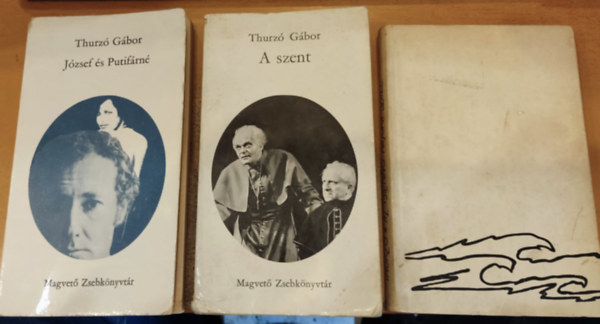 Thurzó Gábor
József és Putifárné
Magvető Zsebkönyvtár
Thurzó Gábor
A szent
Magvető Zsebkönyvtár